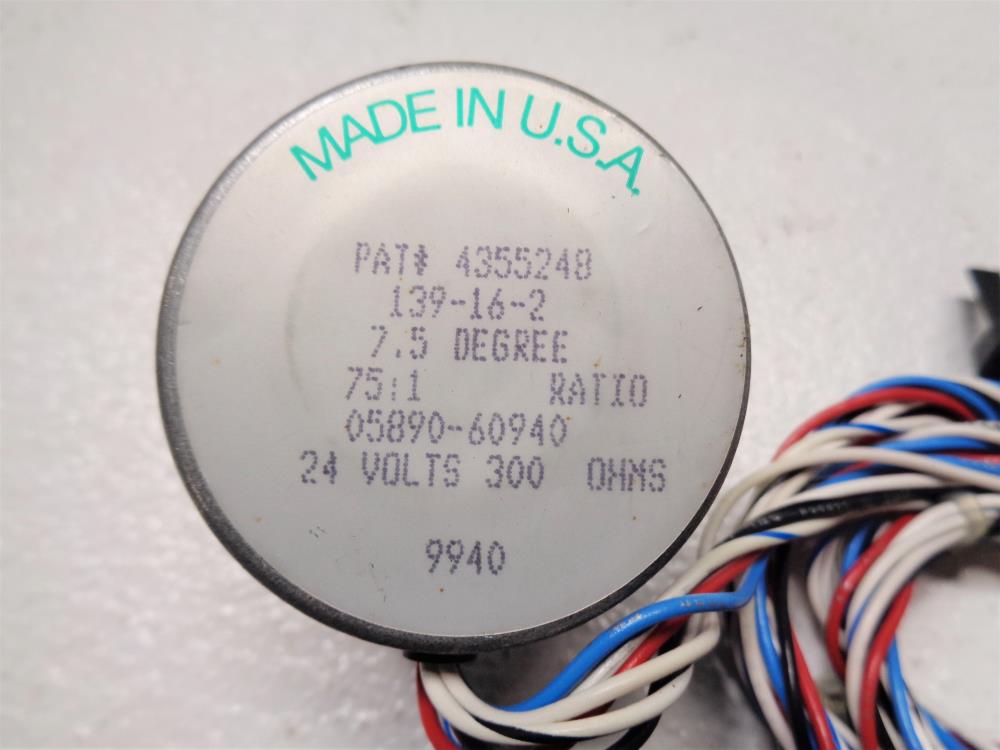 MADE IN U.S.A.
PAT# 4355248
139-16-2
7.5 DEGREE
75:1 RATIO
05890-60940
24 VOLTS 300 OHMS
9940